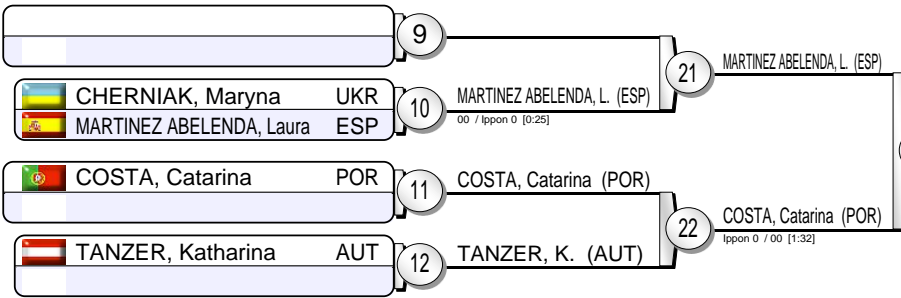 9
CHERNIAK, Maryna UKR
MARTINEZ ABELENDA, Laura ESP
10
MARTINEZ ABELENDA, L. (ESP)
00 / Ippon 0 [0:25]
21
MARTINEZ ABELENDA, L. (ESP)
COSTA, Catarina POR
11
COSTA, Catarina (POR)
TANZER, Katharina AUT
12
TANZER, K. (AUT)
22
COSTA, Catarina (POR)
Ippon 0 / 00 [1:32]